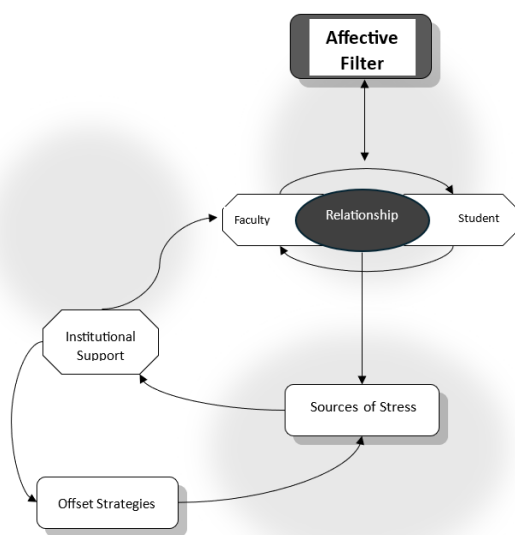 Affective
Filter
Faculty
Relationship
Student
Institutional
Support
Sources of Stress
Offset Strategies